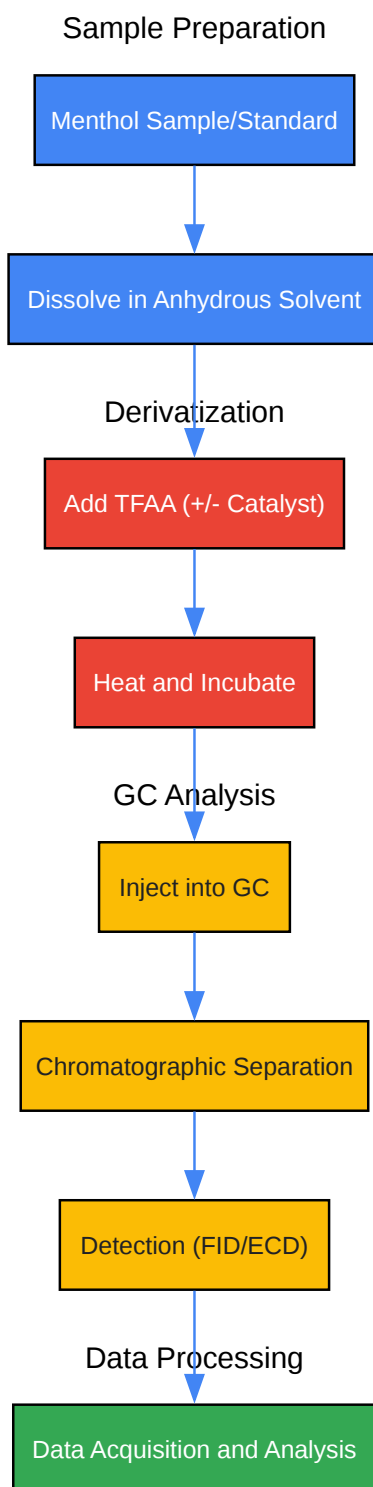 Sample Preparation
Menthol Sample/Standard
Dissolve in Anhydrous Solvent
Derivatization
Add TFAA (+/- Catalyst)
Heat and Incubate
GC Analysis
Inject into GC
Chromatographic Separation
Detection (FID/ECD)
Data Processing
Data Acquisition and Analysis